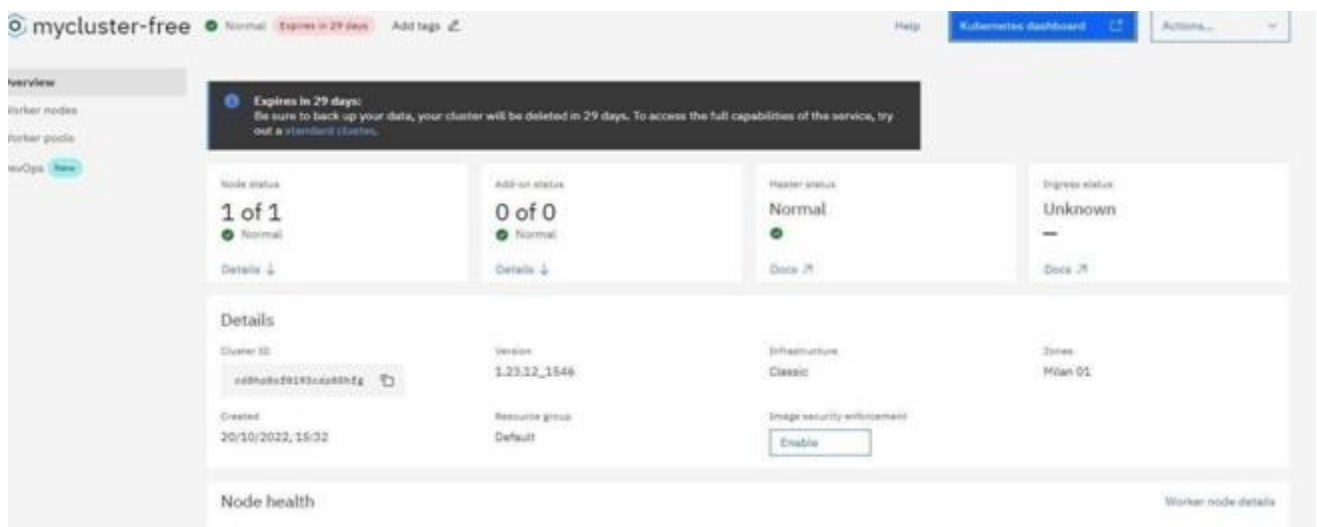 mycluster-free Normal Expires in 29 days Add tags Help Kubernetes dashboard Actions...
Overview
Worker nodes
Worker pools
DevOps New
Expires in 29 days:
Be sure to back up your data, your cluster will be deleted in 29 days. To access the full capabilities of the service, try
out a standard cluster.
Node status Add-on status Master status Ingress status
1 of 1 0 of 0 Normal Unknown
Normal Normal
Details Details Docs Docs
Details
Cluster ID Version Infrastructure Zones
1.23.12_1546 Classic Milan 01
Created Resource group Image security enforcement
20/10/2022, 15:32 Default Enable
Node health Worker node details